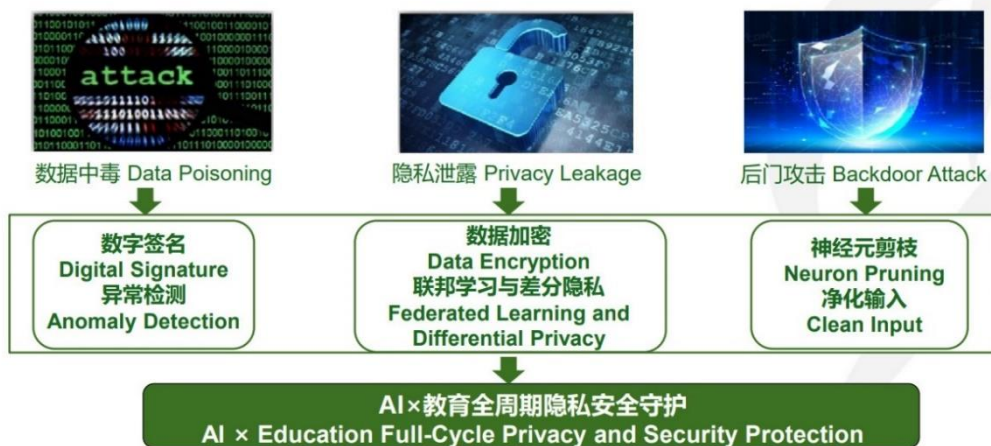 attack
数据中毒 Data Poisoning
隐私泄露 Privacy Leakage
后门攻击 Backdoor Attack
数字签名
Digital Signature
异常检测
Anomaly Detection
数据加密
Data Encryption
联邦学习与差分隐私
Federated Learning and
Differential Privacy
神经元剪枝
Neuron Pruning
净化输入
Clean Input
AI×教育全周期隐私安全守护
AI × Education Full-Cycle Privacy and Security Protection